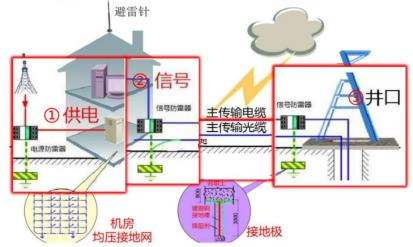 避雷针
①供电
②信号
③井口
信号防雷器
主传输电缆
主传输光缆
信号防雷器
电源防雷器
机房
均压接地网
接地极
800
3000